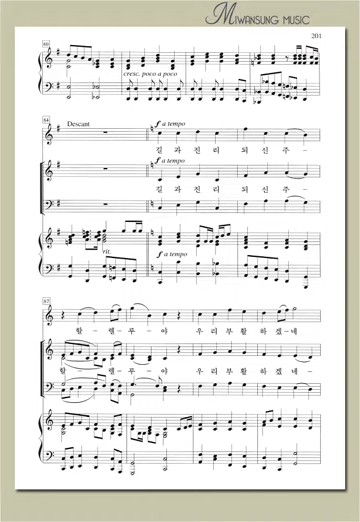 MIWANSUNG MUSIC
201
80
cresc. poco a poco
84
Descant
f a tempo
길 과 진 리 되 신 주 -
f a tempo
길 과 진 리 되 신 주 -
rit.
f a tempo
87
할 - 렐 - 루 - 야 우 리 부 활 하 겠 - 네
할 렐 - 루 - 야 우 리 부 활 하 겠 네 -